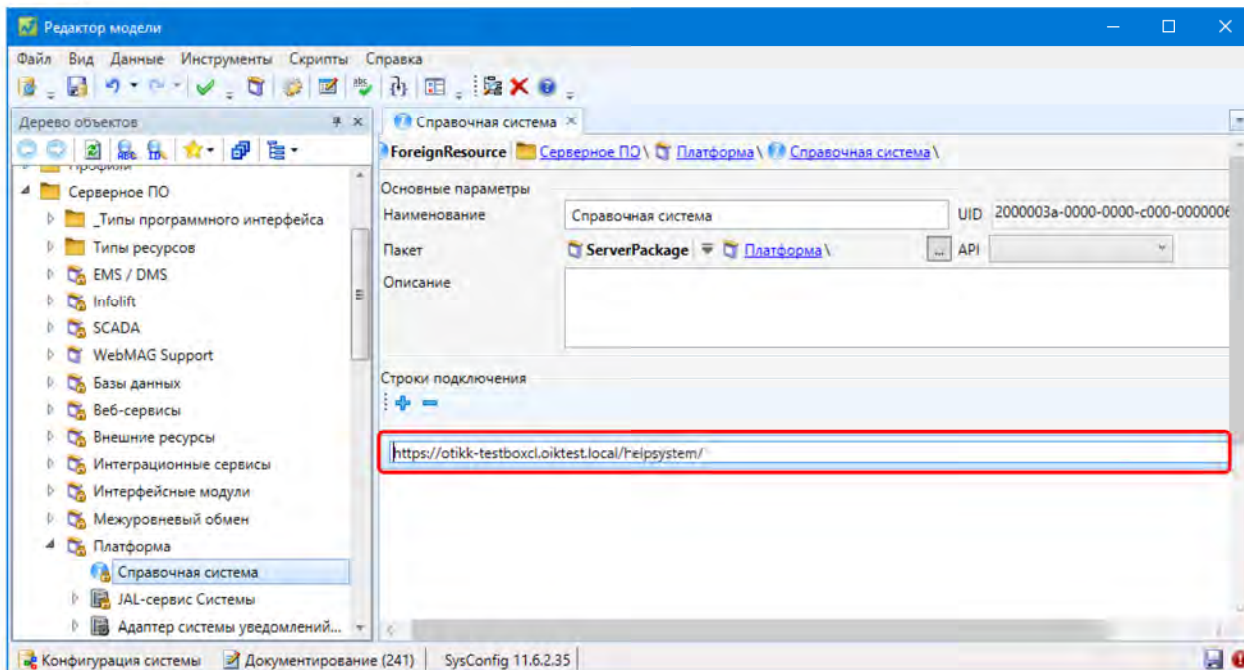 Редактор модели
Файл Вид Данные Инструменты Скрипты Справка
Дерево объектов
Справочная система
ForeignResource Серверное ПО\ Платформа\ Справочная система\
Профили
Серверное ПО
_Типы программного интерфейса
Типы ресурсов
EMS / DMS
Infolift
SCADA
WebMAG Support
Базы данных
Веб-сервисы
Внешние ресурсы
Интеграционные сервисы
Интерфейсные модули
Межуровневый обмен
Платформа
Справочная система
JAL-сервис Системы
Адаптер системы уведомлений...
Основные параметры
Наименование Справочная система UID 2000003a-0000-0000-c000-0000006
Пакет ServerPackage Платформа\ ... API
Описание
Строки подключения
https://otikk-testboxcl.oiktest.local/helpsystem/
Конфигурация системы Документирование (241) SysConfig 11.6.2.35